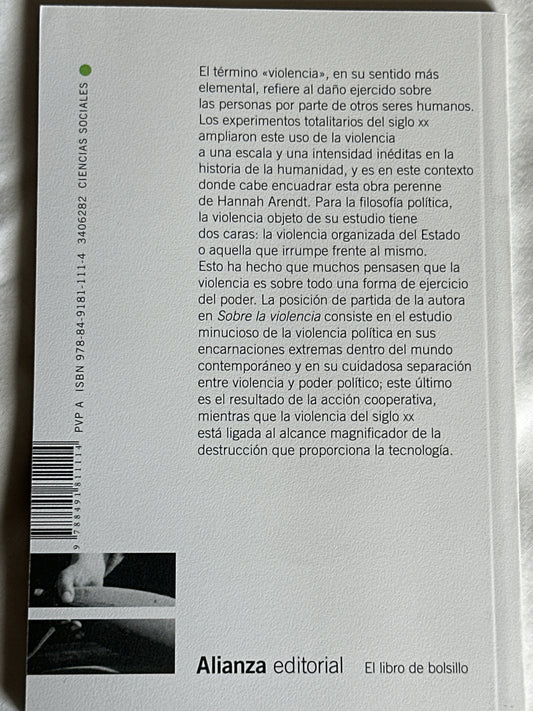 El término «violencia», en su sentido más
elemental, refiere al daño ejercido sobre
las personas por parte de otros seres humanos.
Los experimentos totalitarios del siglo XX
ampliaron este uso de la violencia
a una escala y una intensidad inéditas en la
historia de la humanidad, y es en este contexto
donde cabe encuadrar esta obra perenne
de Hannah Arendt. Para la filosofía política,
la violencia objeto de su estudio tiene
dos caras: la violencia organizada del Estado
o aquella que irrumpe frente al mismo.
Esto ha hecho que muchos pensasen que la
violencia es sobre todo una forma de ejercicio
del poder. La posición de partida de la autora
en Sobre la violencia consiste en el estudio
minucioso de la violencia política en sus
encarnaciones extremas dentro del mundo
contemporáneo y en su cuidadosa separación
entre violencia y poder político; este último
es el resultado de la acción cooperativa,
mientras que la violencia del siglo XX
está ligada al alcance magnificador de la
destrucción que proporciona la tecnología.
PVP A ISBN 978-84-9181-111-4 3406282 CIENCIAS SOCIALES
9 788491 811114
Alianza editorial El libro de bolsillo